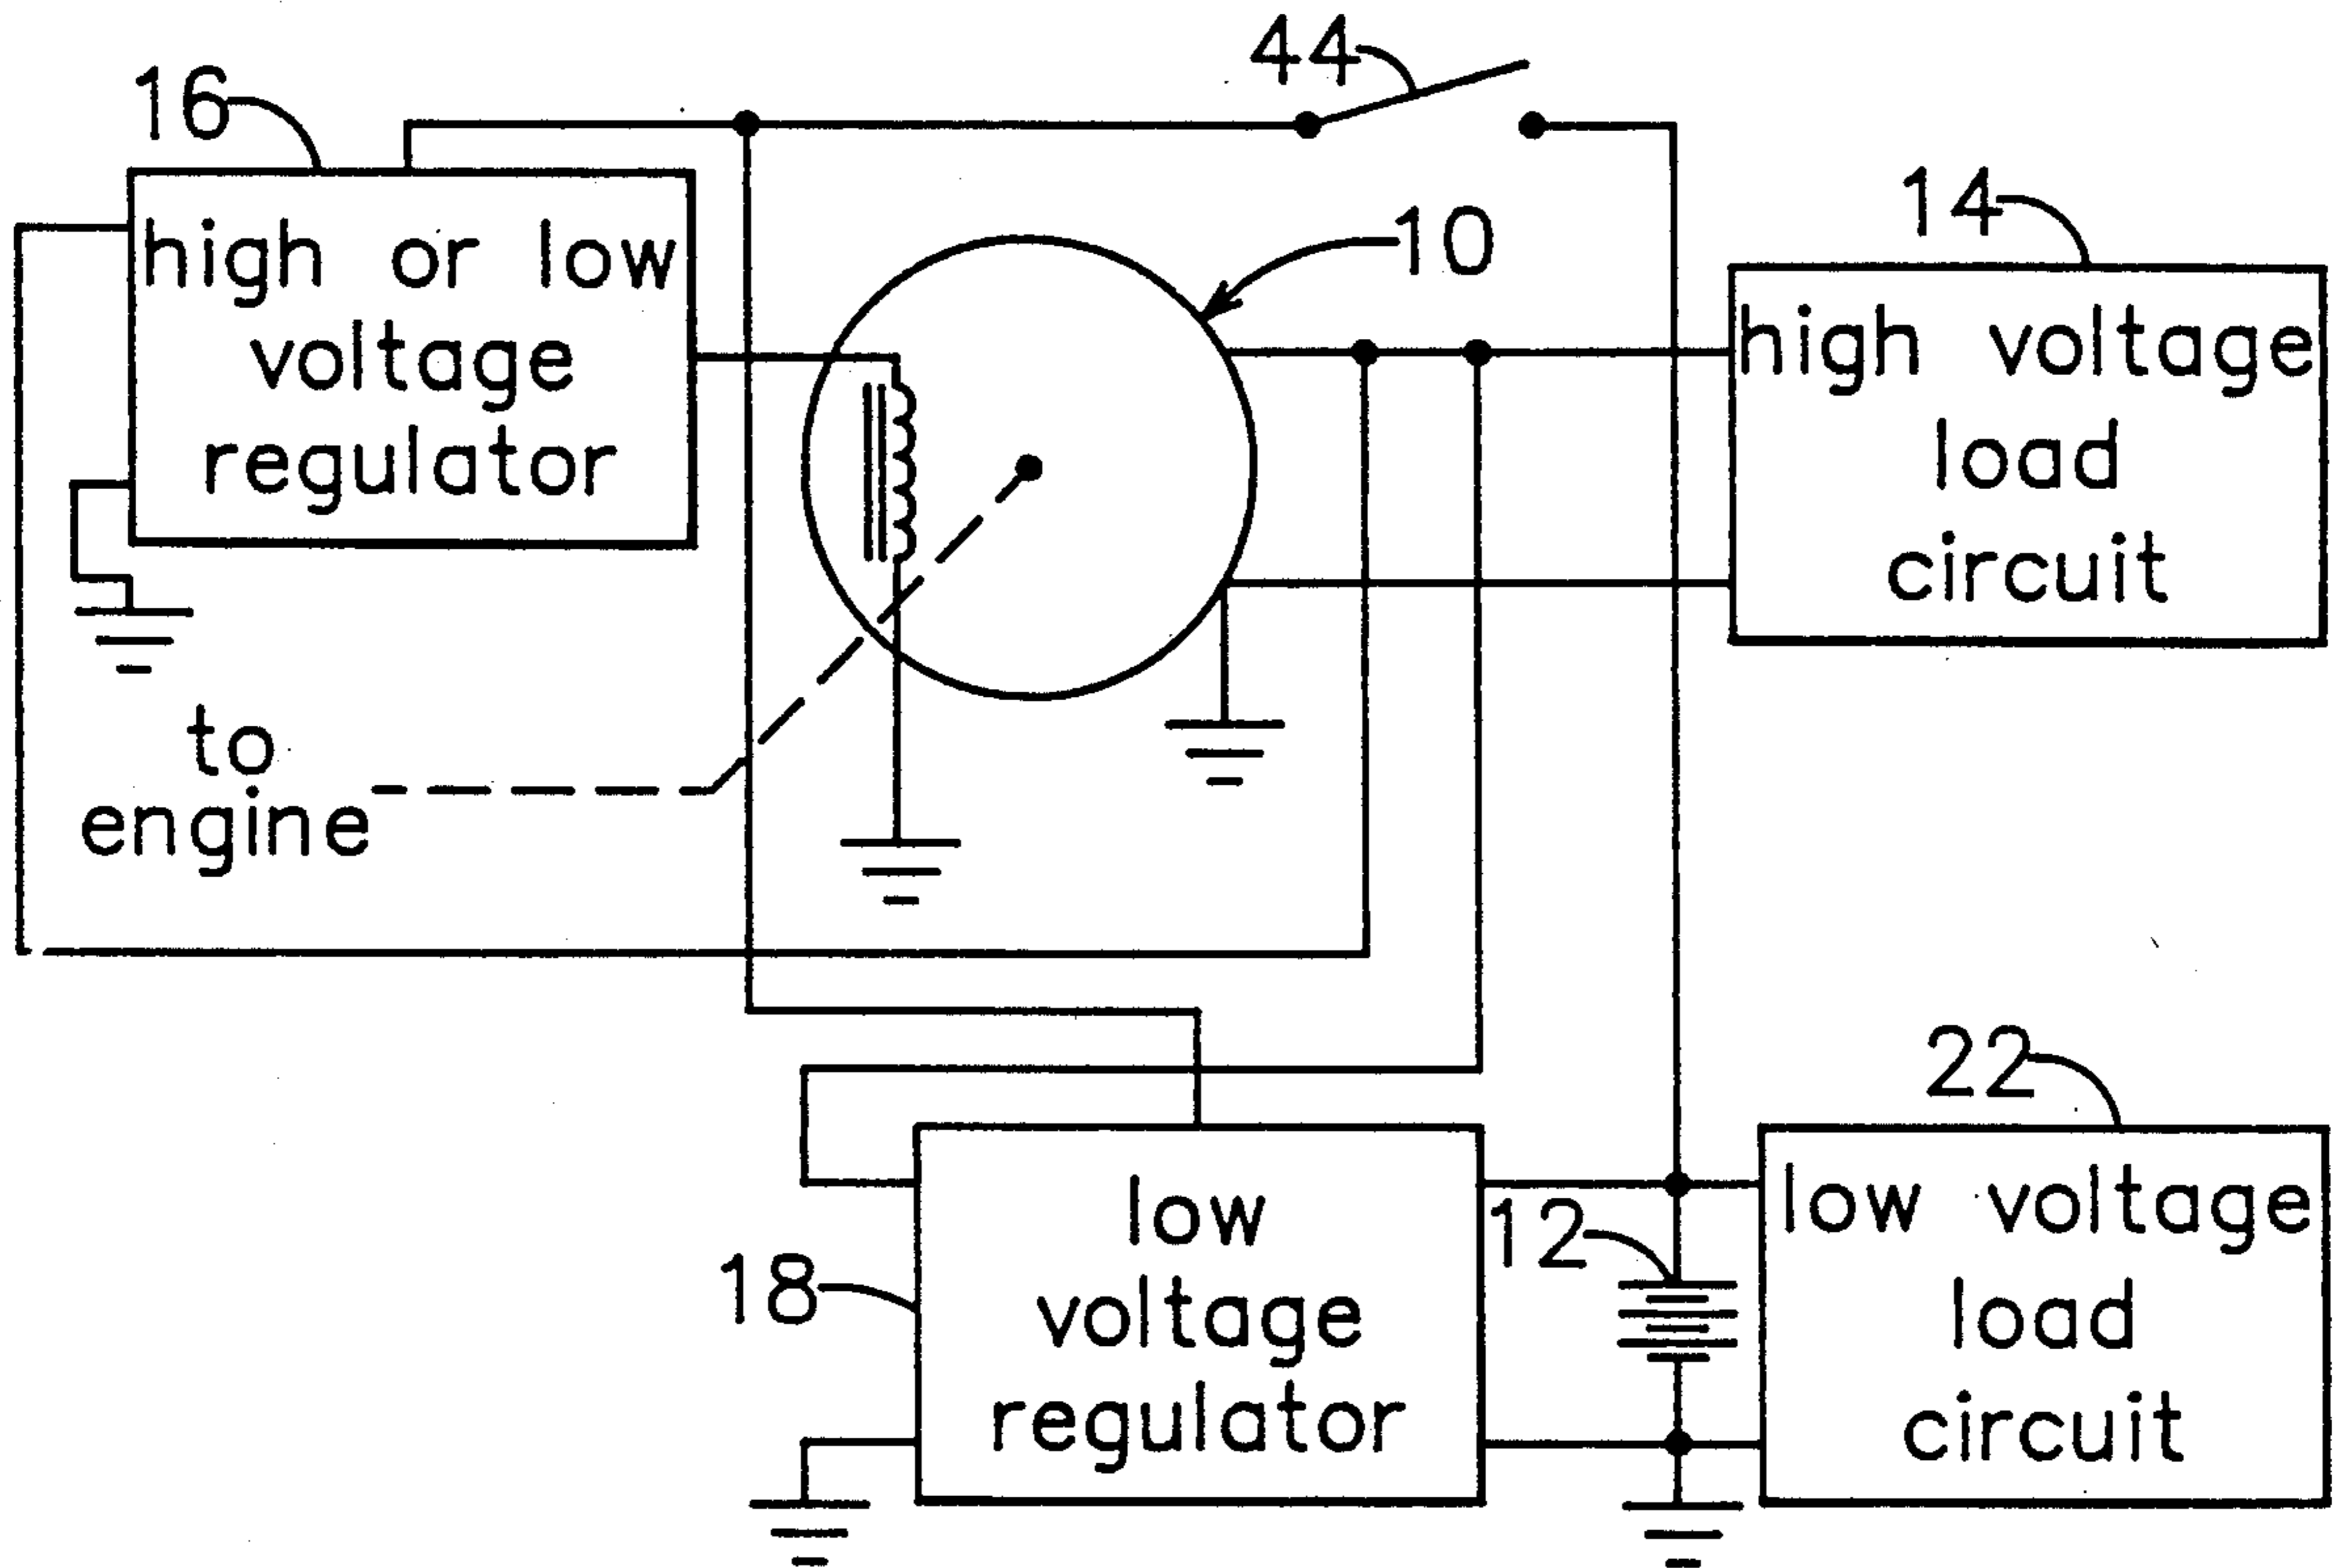 44
16
14
10
high or low
voltage
regulator
high voltage
load
circuit
to
engine
22
low
voltage
regulator
12
18
low voltage
load
circuit